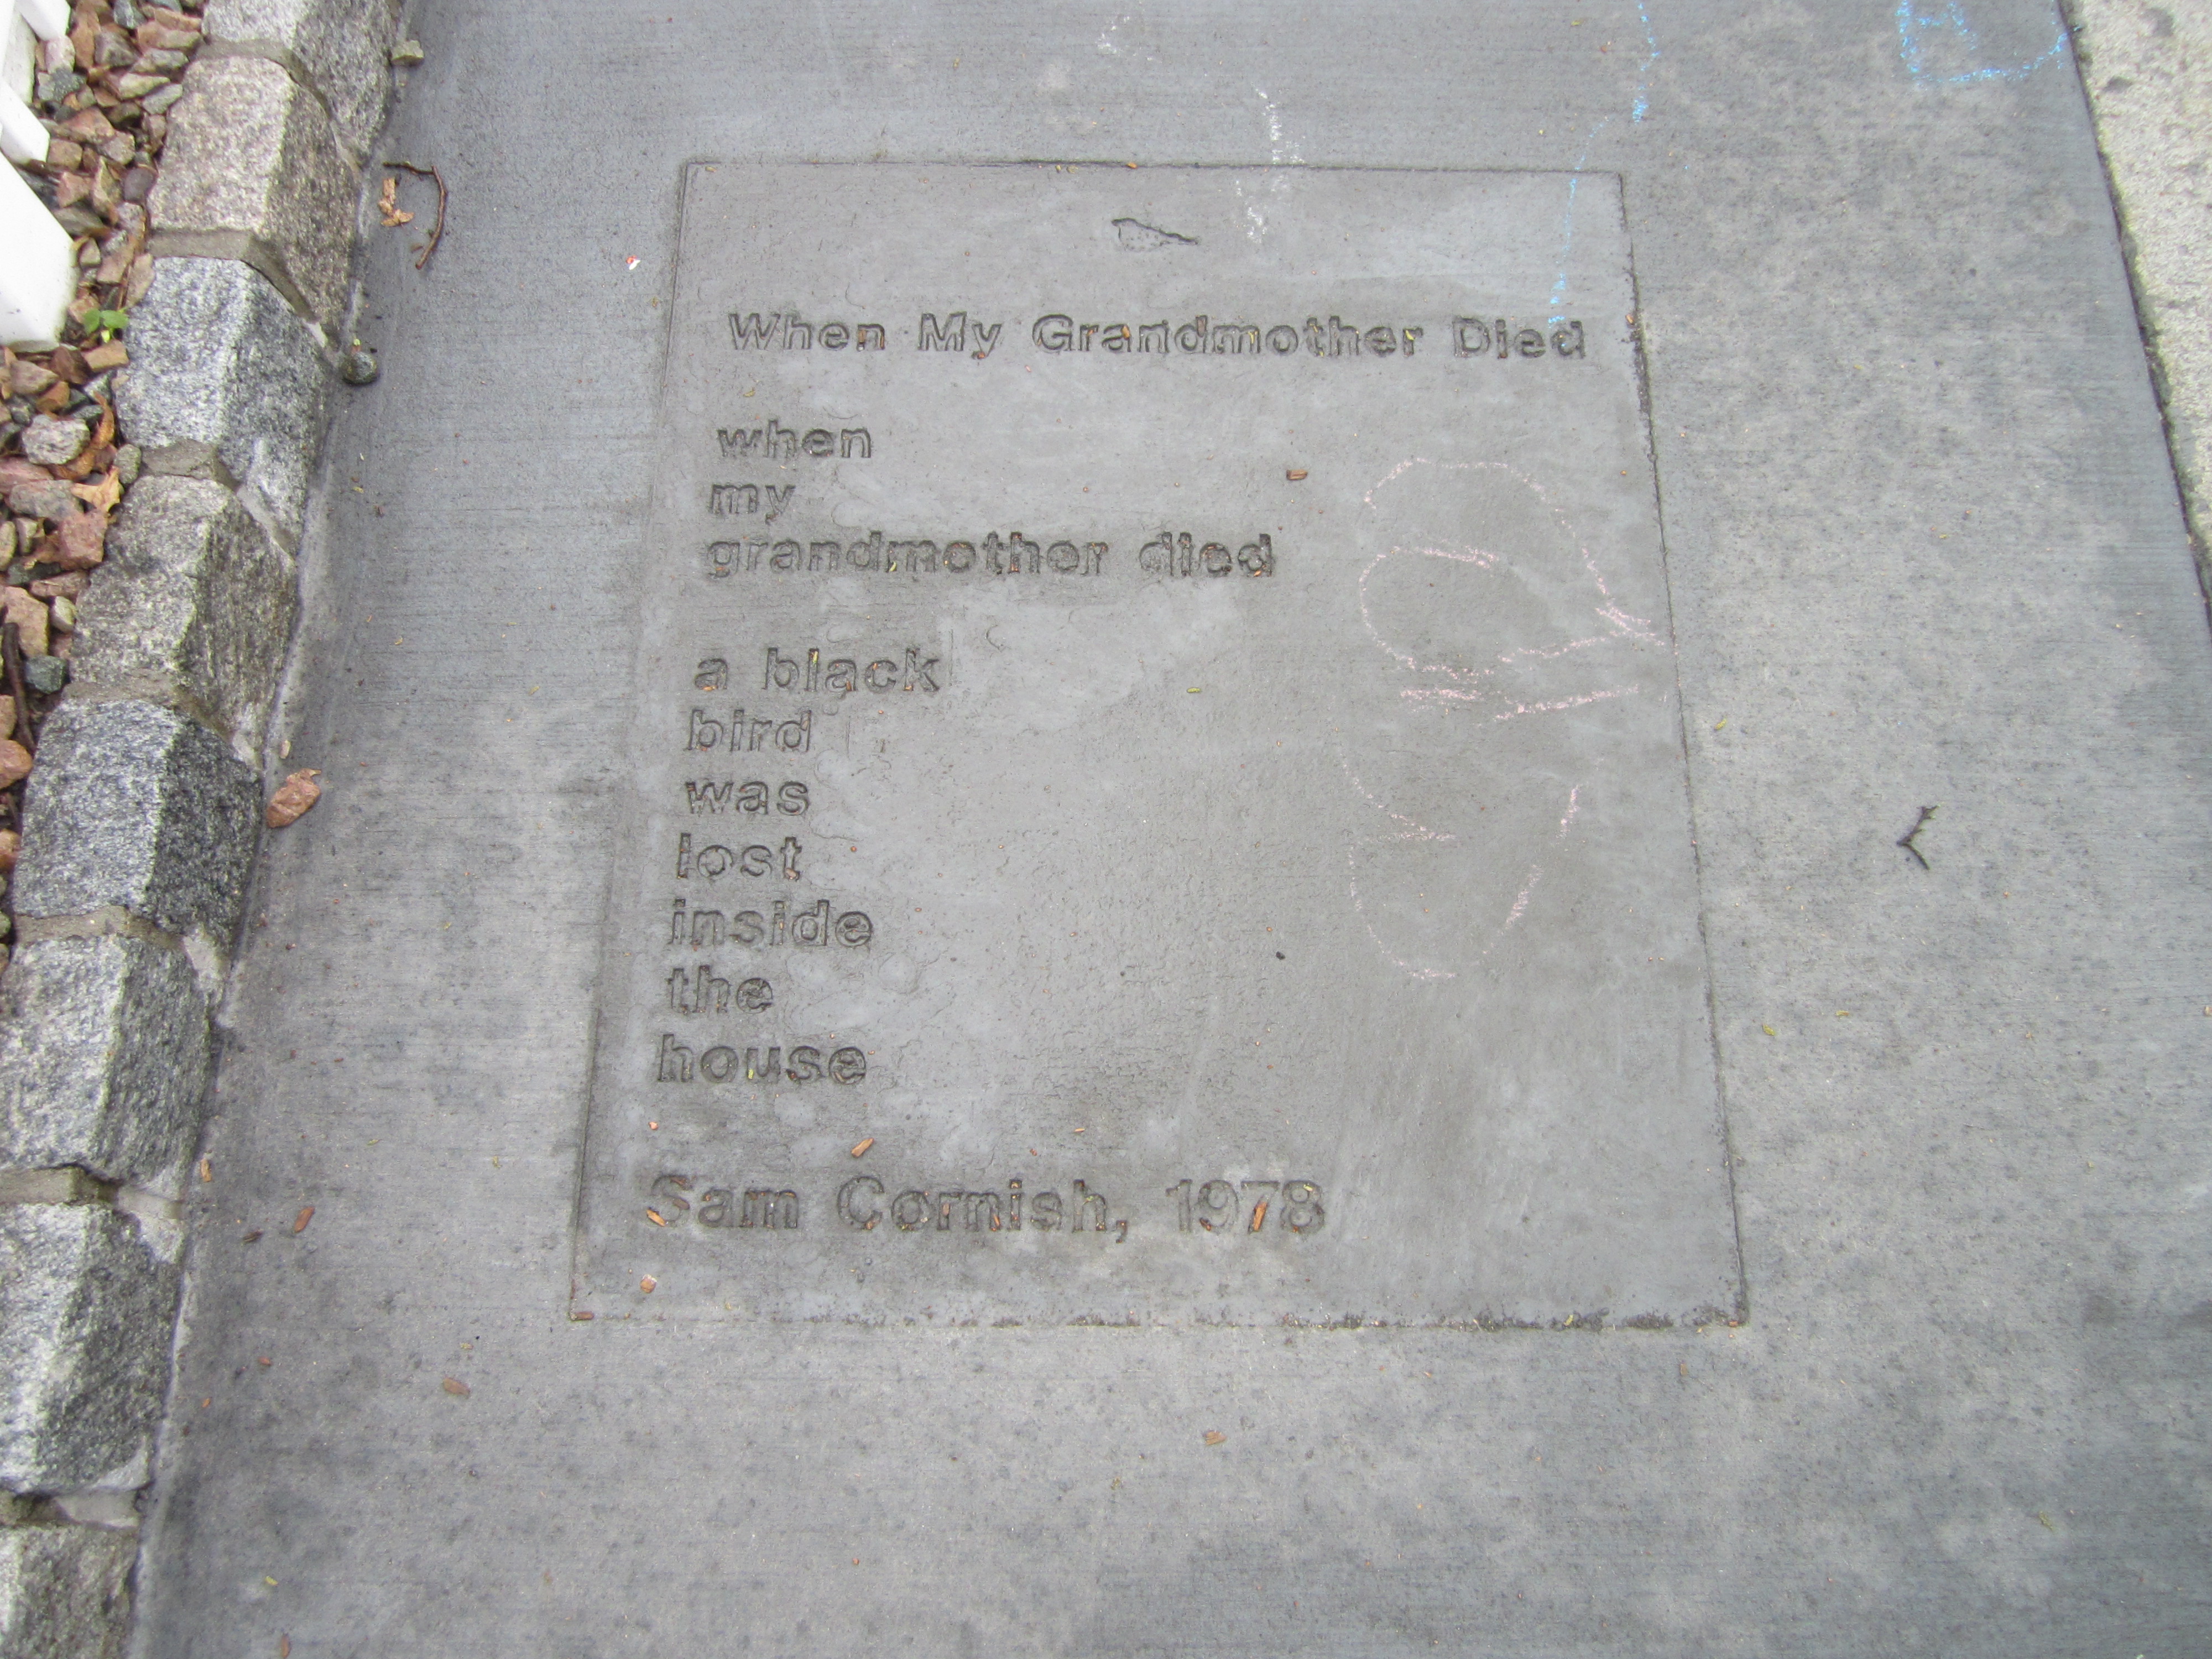 When My Grandmother Died
when
my
grandmother died
a black
bird
was
lost
inside
the
house
Sam Cornish, 1978